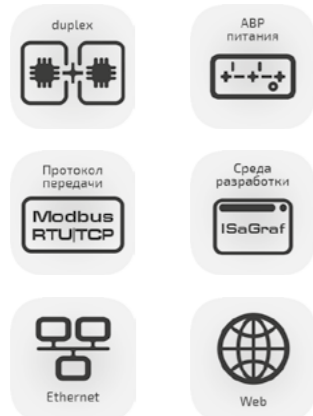 duplex
АВР
питания
Протокол
передачи
Modbus
RTU|TCP
Среда
разработки
ISaGraf
Ethernet
Web